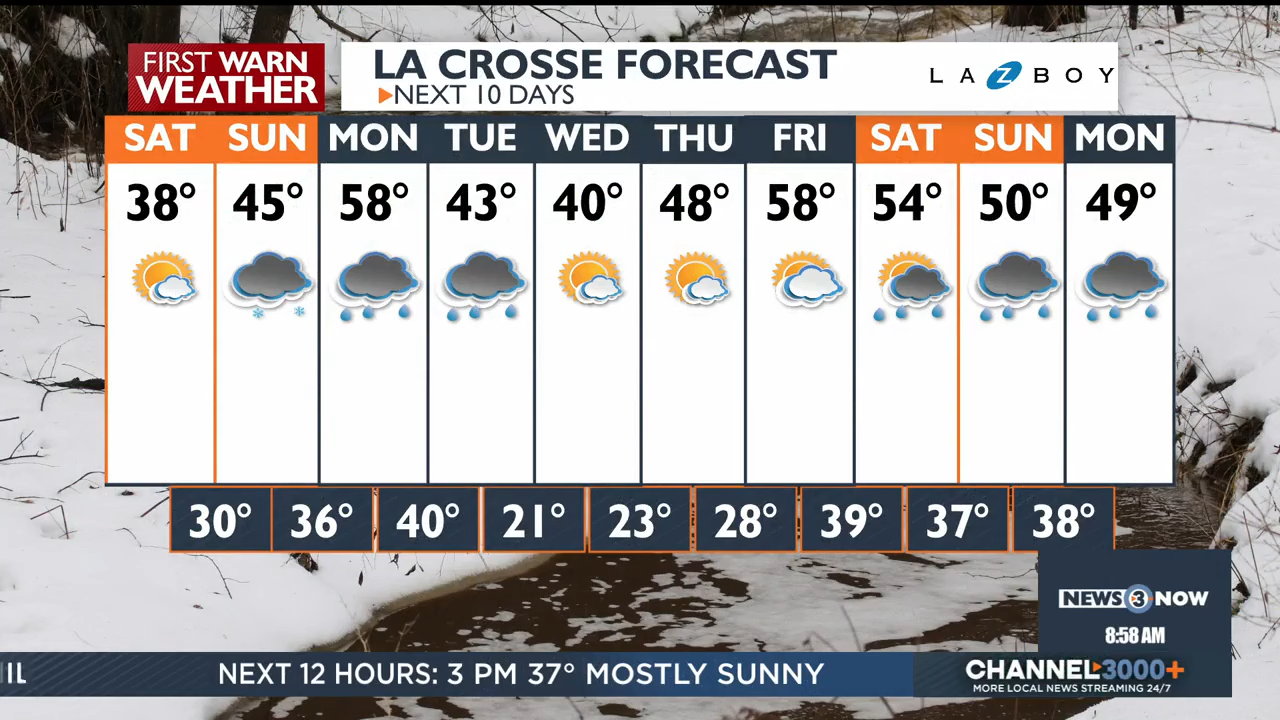 FIRST WARN
WEATHER
LA CROSSE FORECAST
NEXT 10 DAYS
LA Z BOY
SAT SUN MON TUE WED THU FRI SAT SUN MON
38° 45° 58° 43° 40° 48° 58° 54° 50° 49°
30° 36° 40° 21° 23° 28° 39° 37° 38°
NEWS 3 NOW
8:58 AM
NEXT 12 HOURS: 3 PM 37° MOSTLY SUNNY
CHANNEL3000+
MORE LOCAL NEWS STREAMING 24/7